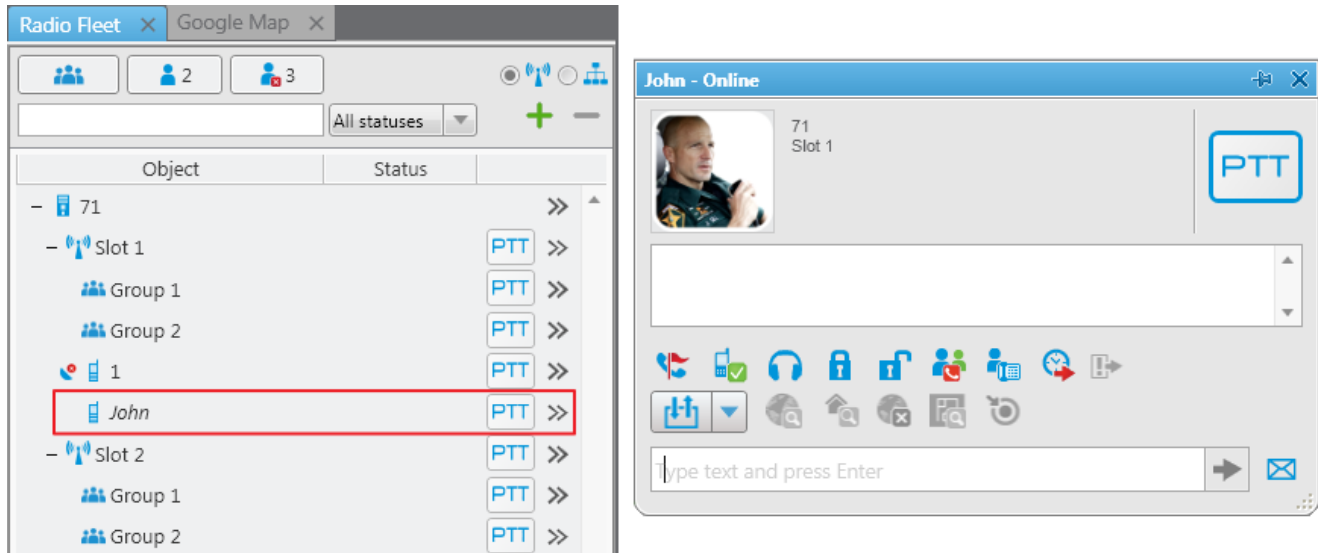 Radio Fleet
Google Map
2
3
All statuses
Object Status
71
Slot 1 PTT
Group 1 PTT
Group 2 PTT
1 PTT
John PTT
Slot 2 PTT
Group 1 PTT
Group 2 PTT
John - Online
71
Slot 1
PTT
Type text and press Enter